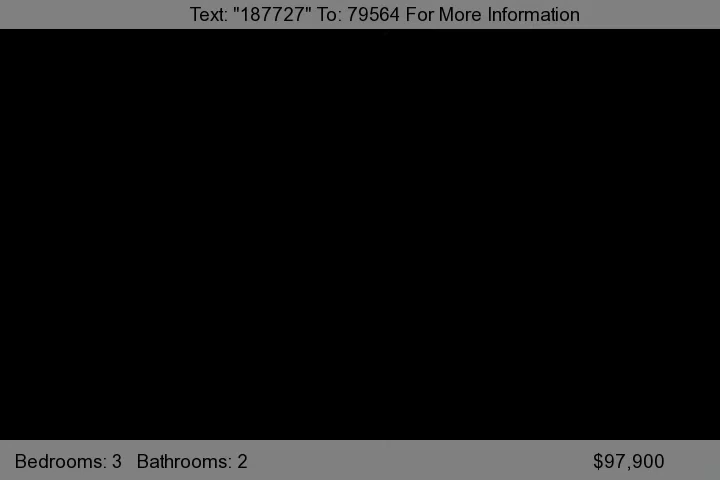 Text: "187727" To: 79564 For More Information
Bedrooms: 3 Bathrooms: 2 $97,900